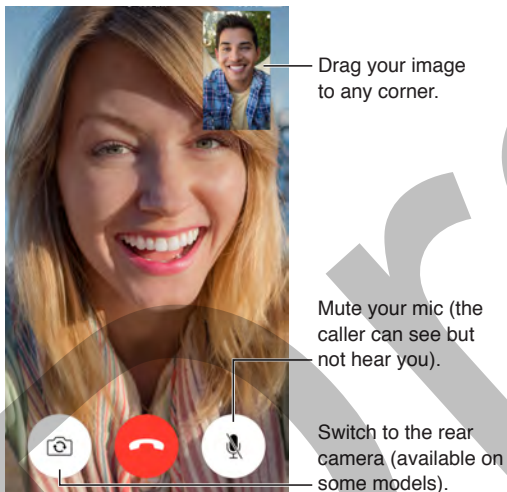 Drag your image
to any corner.
Mute your mic (the
caller can see but
not hear you).
Switch to the rear
camera (available on
some models).